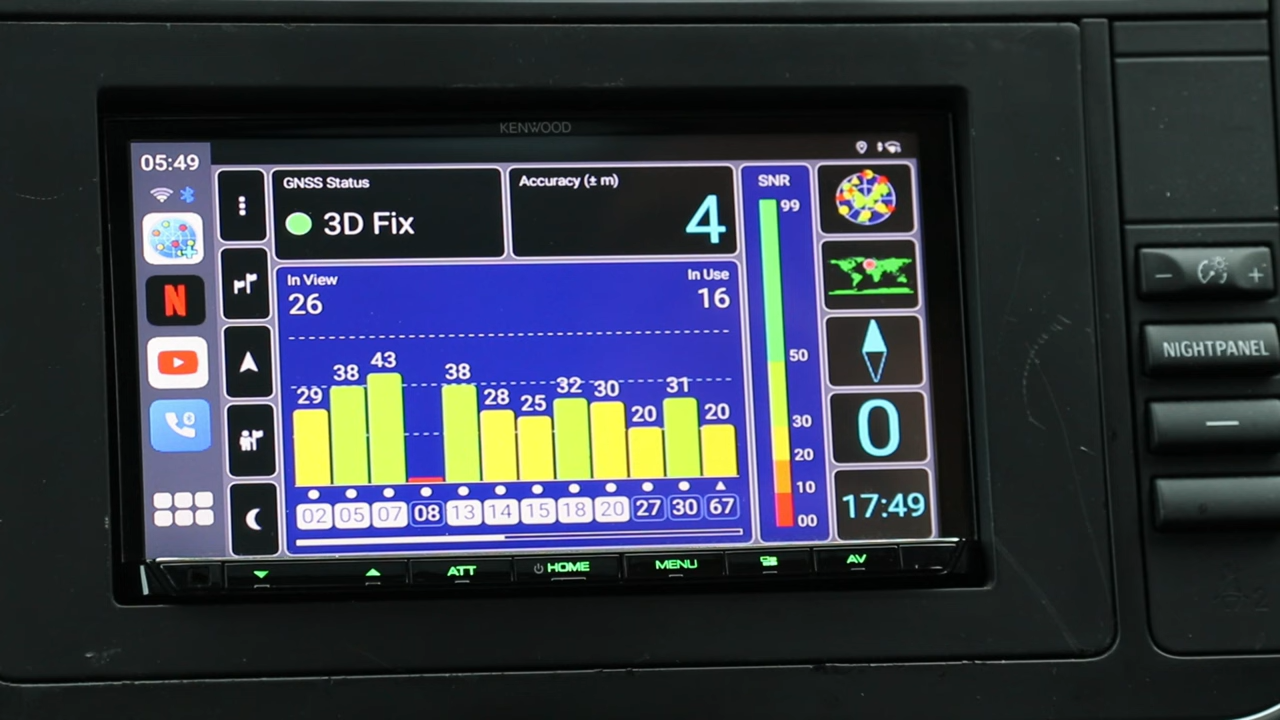 KENWOOD
05:49
GNSS Status
3D Fix
Accuracy (± m)
4
SNR
99
50
30
20
10
00
In View
26
In Use
16
29 38 43 38 28 25 32 30 20 31 20
02 05 07 08 13 14 15 18 20 27 30 67
N
0
17:49
ATT
HOME
MENU
AV
NIGHTPANEL